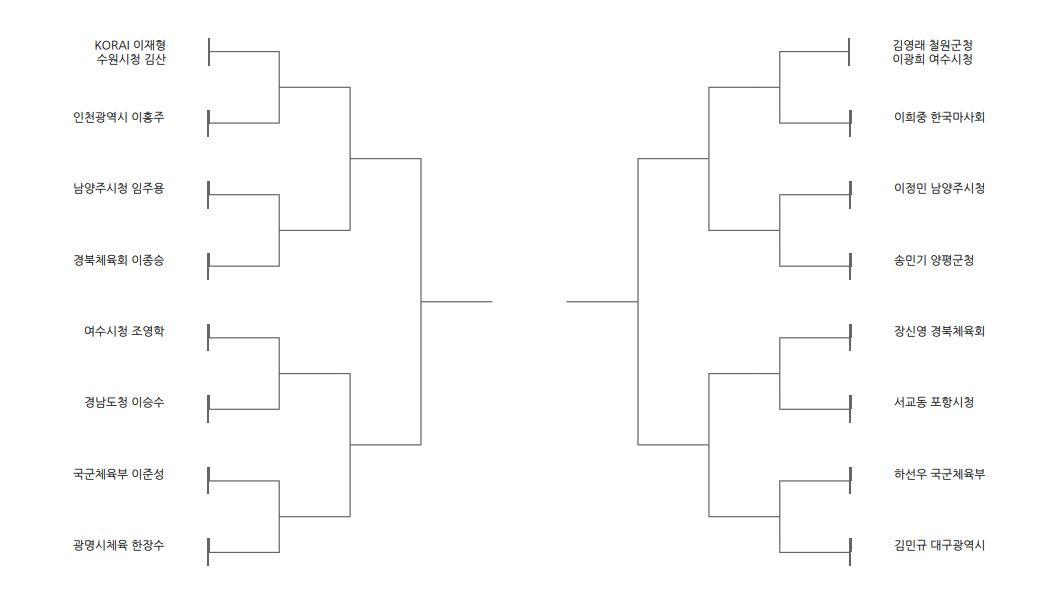 KORAI 이재형
수원시청 김산
인천광역시 이홍주
남양주시청 임주용
경북체육회 이종승
여수시청 조영학
경남도청 이승수
국군체육부 이준성
광명시체육 한장수
김영래 철원군청
이광희 여수시청
이희중 한국마사회
이정민 남양주시청
송민기 양평군청
장신영 경북체육회
서교동 포항시청
하선우 국군체육부
김민규 대구광역시